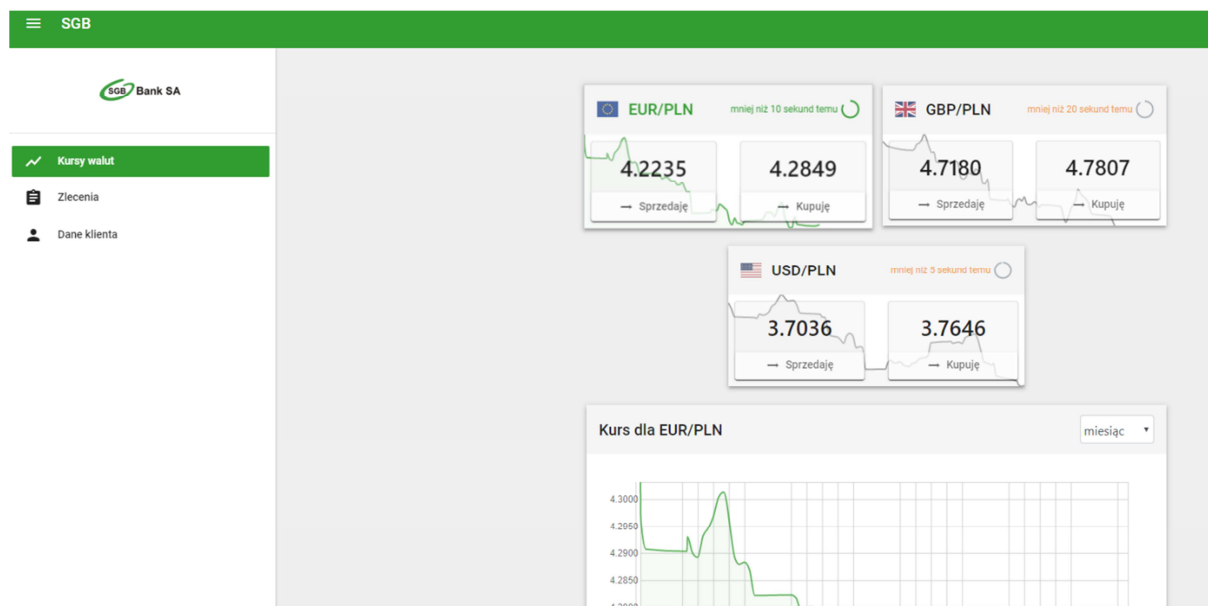 SGB
SGB Bank SA
Kursy walut
Zlecenia
Dane klienta
EUR/PLN mniej niż 10 sekund temu
4.2235 4.2849
→ Sprzedaję → Kupuję
GBP/PLN mniej niż 20 sekund temu
4.7180 4.7807
→ Sprzedaję → Kupuję
USD/PLN mniej niż 5 sekund temu
3.7036 3.7646
→ Sprzedaję → Kupuję
Kurs dla EUR/PLN miesiąc
4.3000
4.2950
4.2900
4.2850